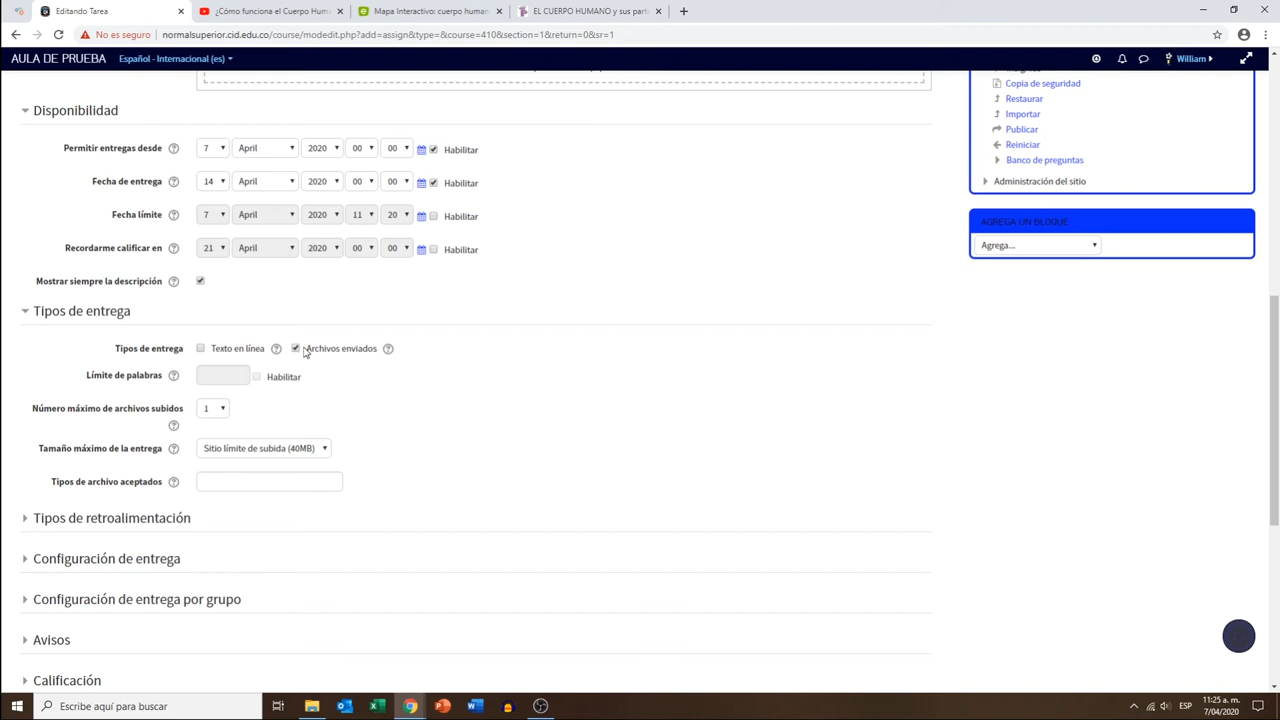 Editando Tarea
¿Cómo funciona el Cuerpo Huma
Mapa Interactivo: cuerpo human
EL CUERPO HUMANO y sus part
No es seguro | normalsuperior.cid.edu.co/course/modedit.php?add=assign&type=&course=410&section=1&return=0&sr=1
AULA DE PRUEBA Español - Internacional (es) William
Copia de seguridad
Restaurar
Importar
Publicar
Reiniciar
Banco de preguntas
Administración del sitio
AGREGA UN BLOQUE
Agrega...
Disponibilidad
Permitir entregas desde 7 April 2020 00 00 Habilitar
Fecha de entrega 14 April 2020 00 00 Habilitar
Fecha límite 7 April 2020 11 20 Habilitar
Recordarme calificar en 21 April 2020 00 00 Habilitar
Mostrar siempre la descripción
Tipos de entrega
Tipos de entrega Texto en línea Archivos enviados
Límite de palabras Habilitar
Número máximo de archivos subidos 1
Tamaño máximo de la entrega Sitio límite de subida (40MB)
Tipos de archivo aceptados
Tipos de retroalimentación
Configuración de entrega
Configuración de entrega por grupo
Avisos
Calificación
Escribe aquí para buscar
ESP
11:25 a. m.
7/04/2020